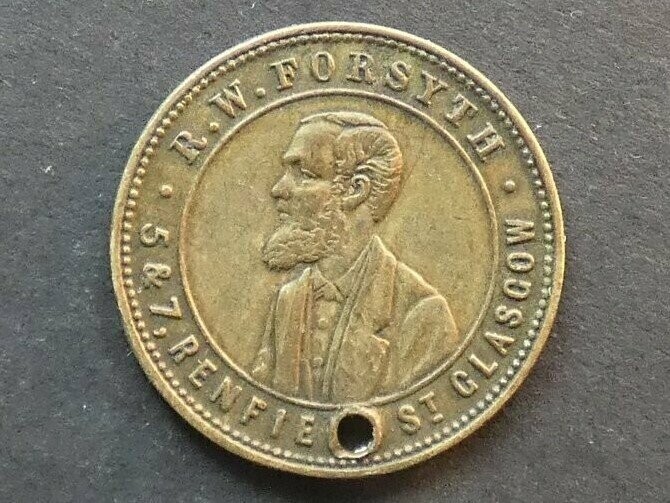 · R. W. FORSYTH ·
5 & 7, RENFIE ST GLASGOW